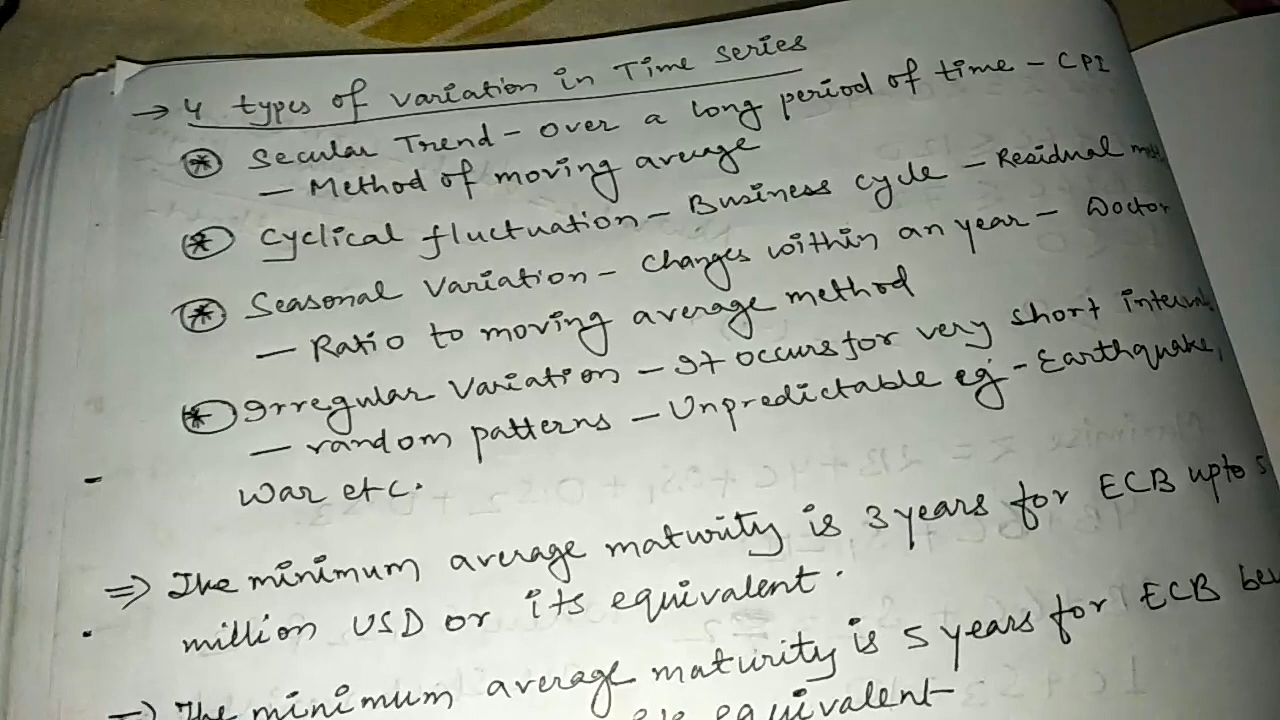 → 4 types of variation in Time series
* Secular Trend - Over a long period of time - CPI
— Method of moving average
* Cyclical fluctuation - Business cycle - Residual
* Seasonal Variation - Changes within an year - Doctor
— Ratio to moving average method
* Irregular Variation - It occurs for very short interval
— random patterns - Unpredictable eg - Earthquake,
war etc.
⇒ The minimum average maturity is 3 years for ECB upto
million USD or its equivalent.
⇒ The minimum average maturity is 5 years for ECB
equivalent